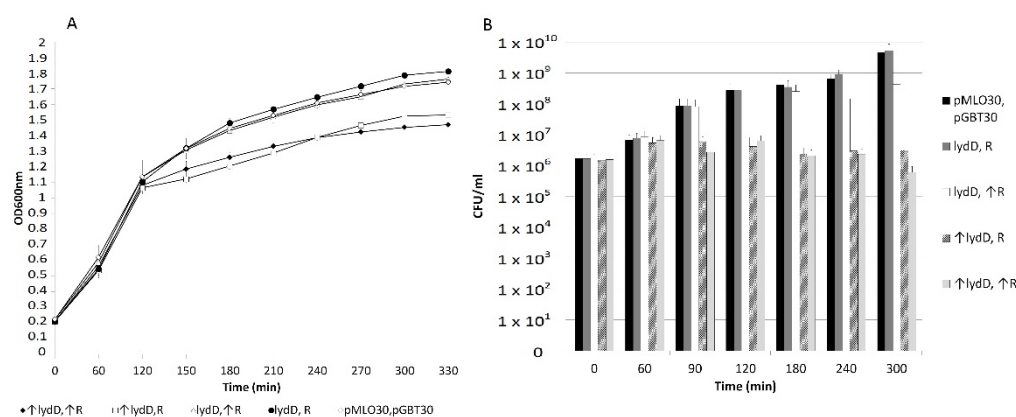 A
OD600nm
2
1.9
1.8
1.7
1.6
1.5
1.4
1.3
1.2
1.1
1
0.9
0.8
0.7
0.6
0.5
0.4
0.3
0.2
0.1
0
0 60 120 150 180 210 240 270 300 330
Time (min)
↑lydD,↑R ↑lydD, R lydD,↑R lydD, R pMLO30,pGBT30
B
CFU/ml
1 x 10¹⁰
1 x 10⁹
1 x 10⁸
1 x 10⁷
1 x 10⁶
1 x 10⁵
1 x 10⁴
1 x 10³
1 x 10²
1 x 10¹
0
0 60 90 120 180 240 300
Time (min)
pMLO30,
pGBT30
lydD, R
lydD, ↑R
↑lydD, R
↑lydD, ↑R